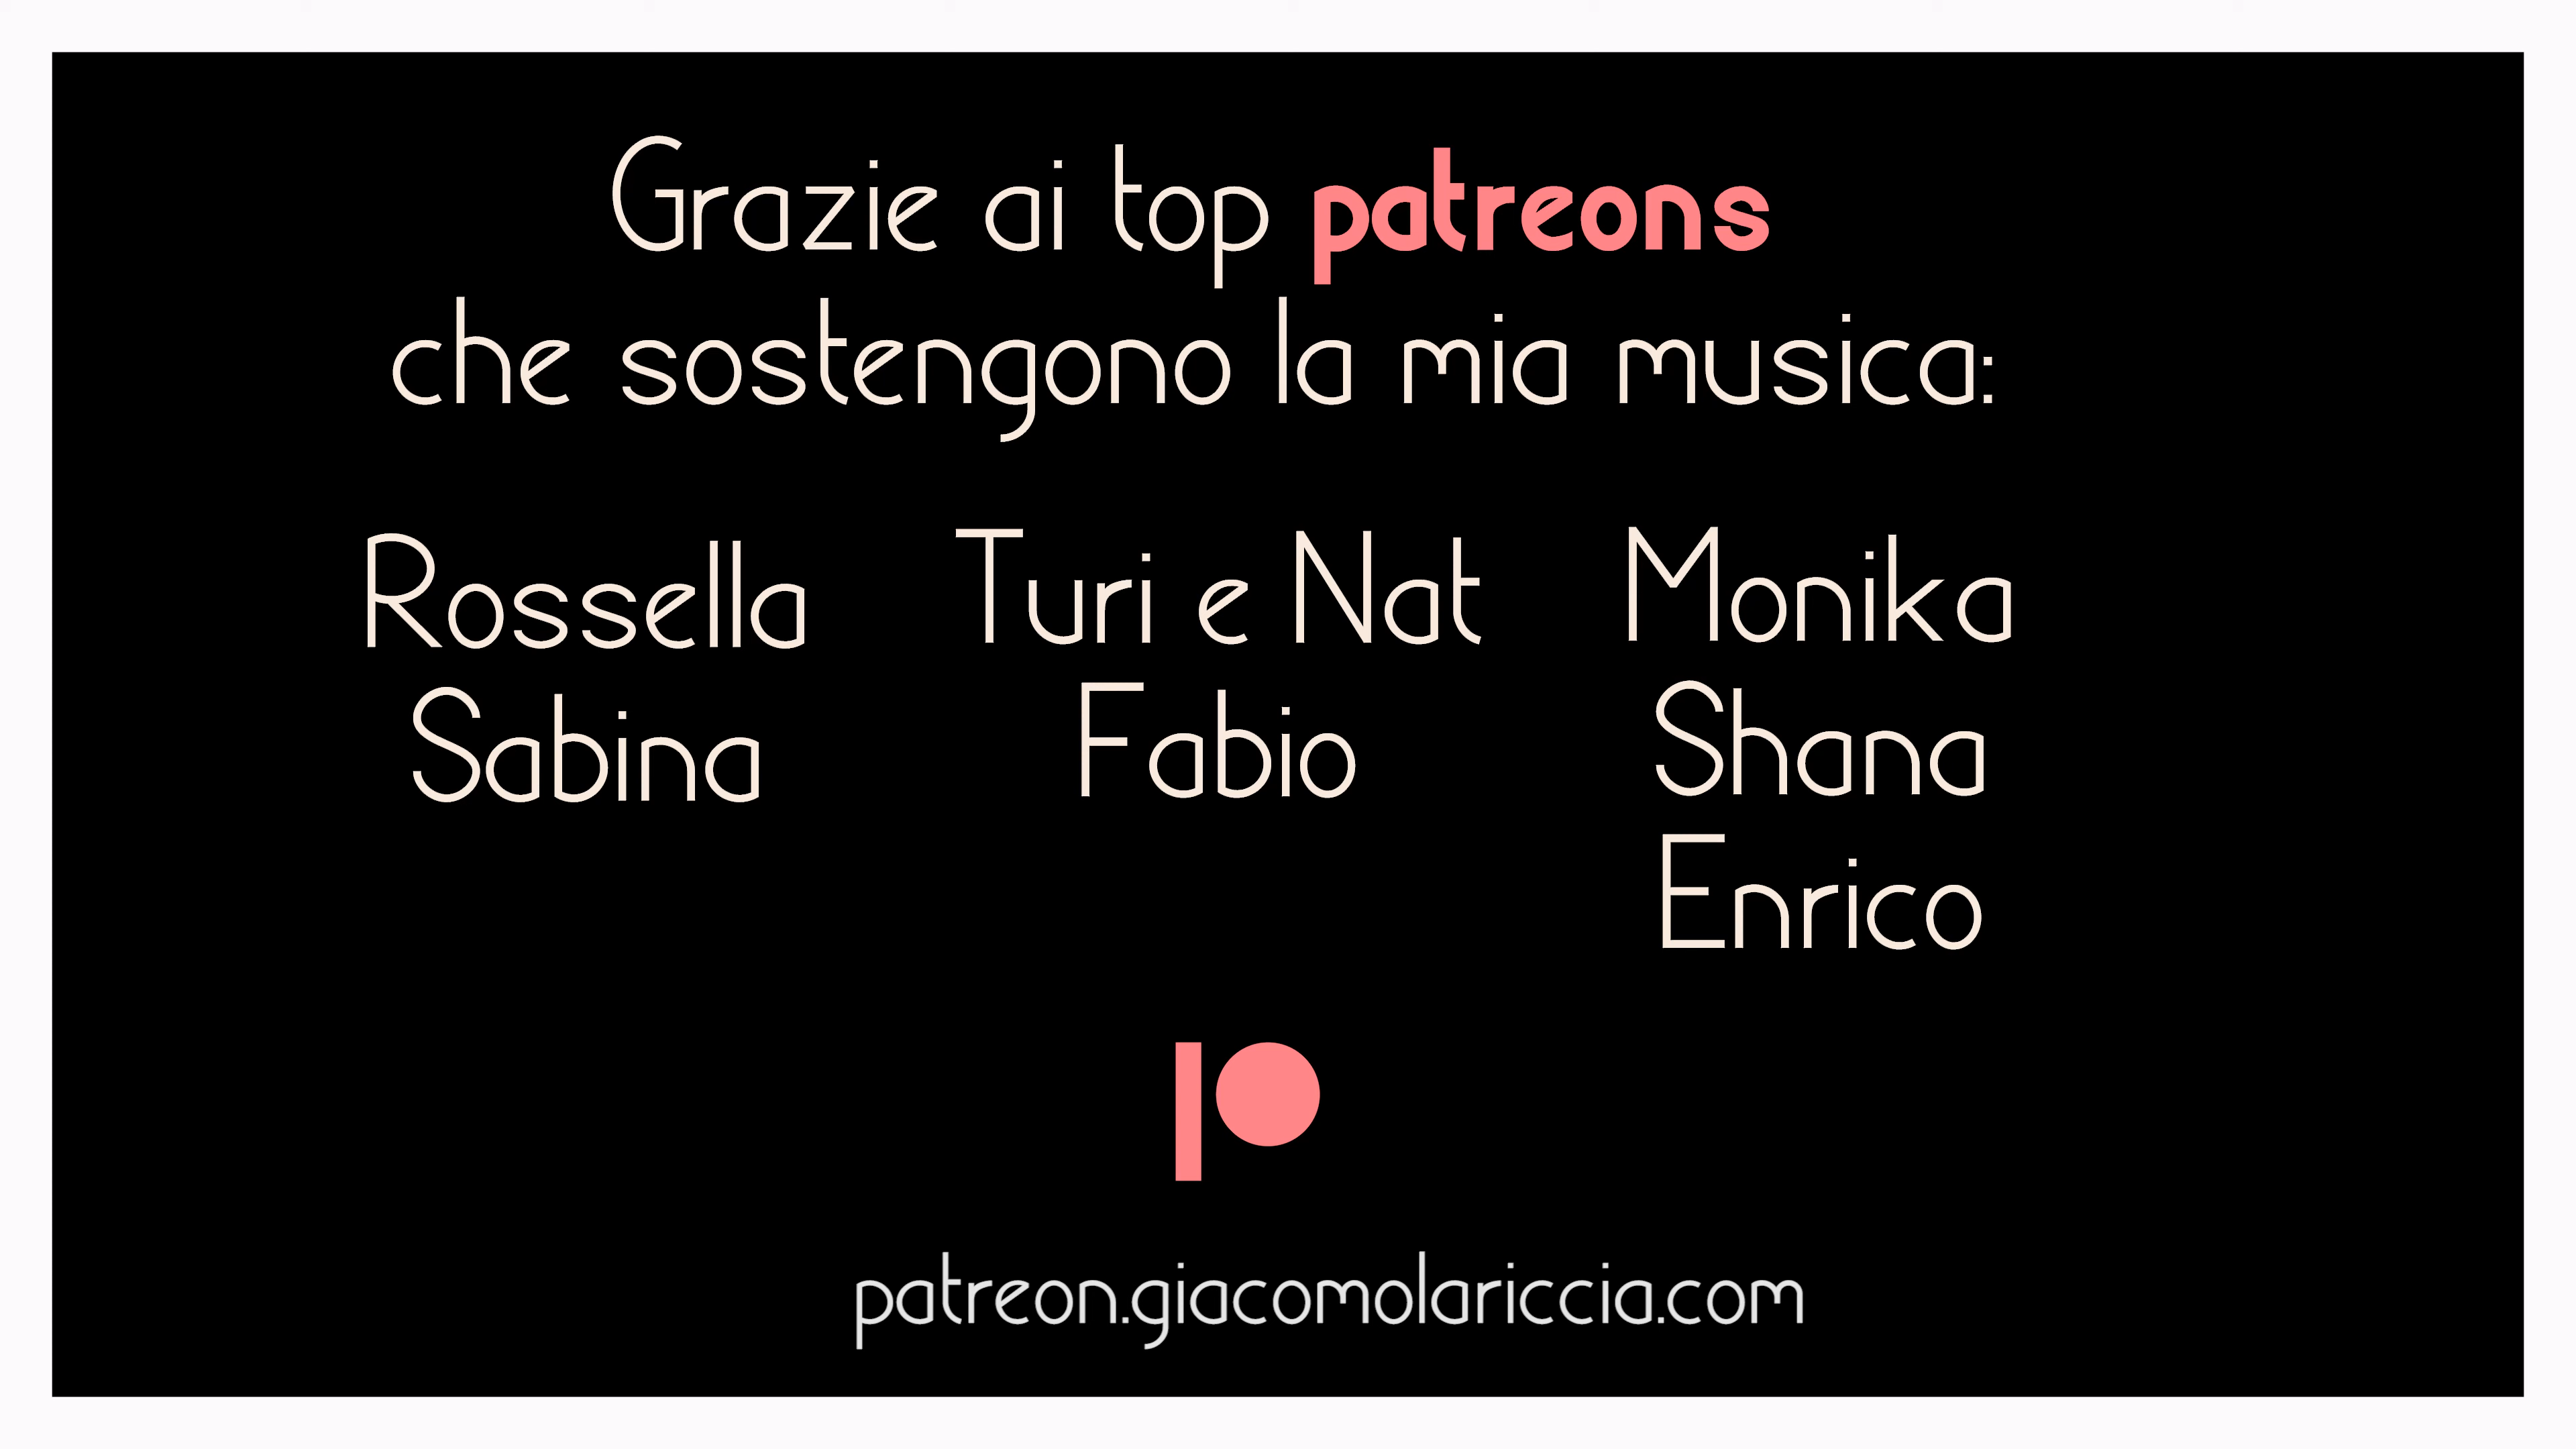 Grazie ai top patreons
che sostengono la mia musica:
Rossella
Sabina
Turi e Nat
Fabio
Monika
Shana
Enrico
patreon.giacomolariccia.com